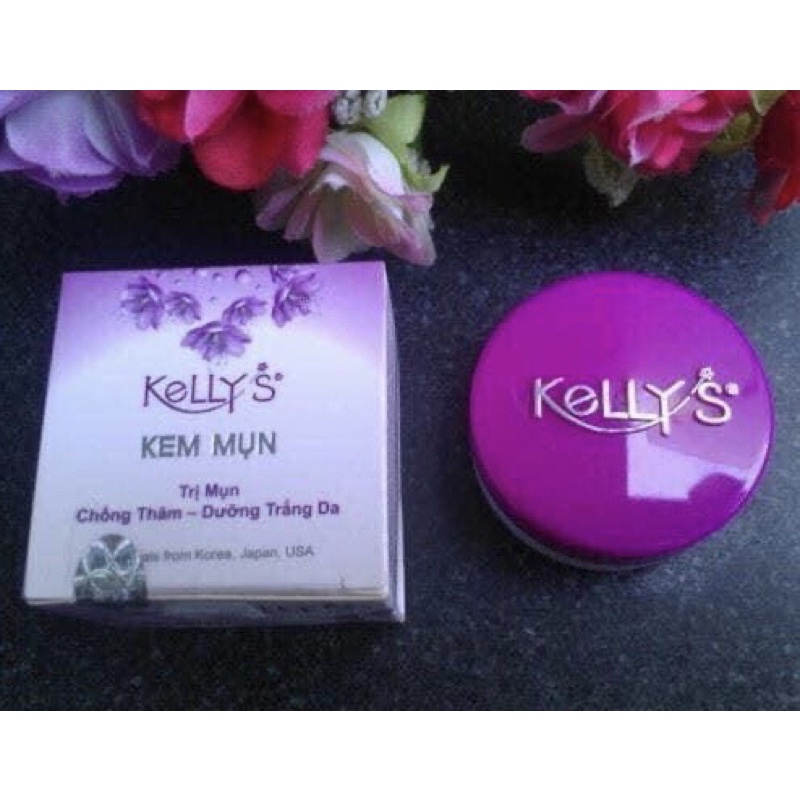 KeLLY'S®
KEM MỤN
Trị Mụn
Chống Thâm – Dưỡng Trắng Da
from Korea, Japan, USA
KeLLY'S®